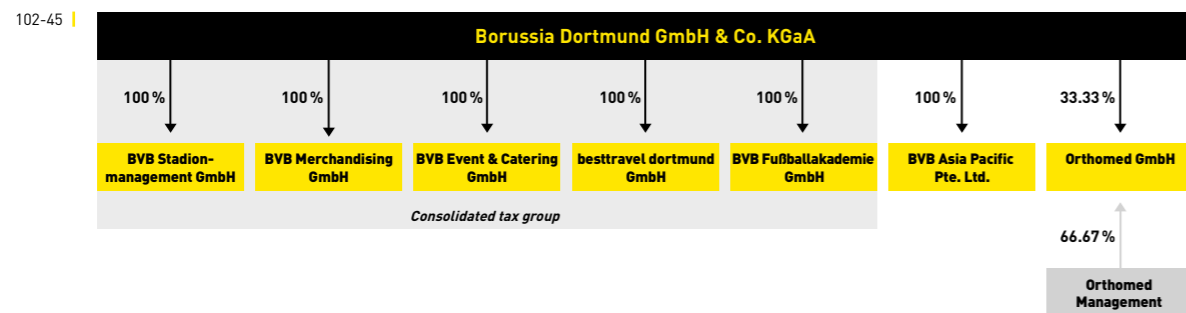 102-45
Borussia Dortmund GmbH & Co. KGaA
100 %
100 %
100 %
100 %
100 %
100 %
33.33 %
BVB Stadion-
management GmbH
BVB Merchandising
GmbH
BVB Event & Catering
GmbH
besttravel dortmund
GmbH
BVB Fußballakademie
GmbH
BVB Asia Pacific
Pte. Ltd.
Orthomed GmbH
Consolidated tax group
66.67 %
Orthomed
Management